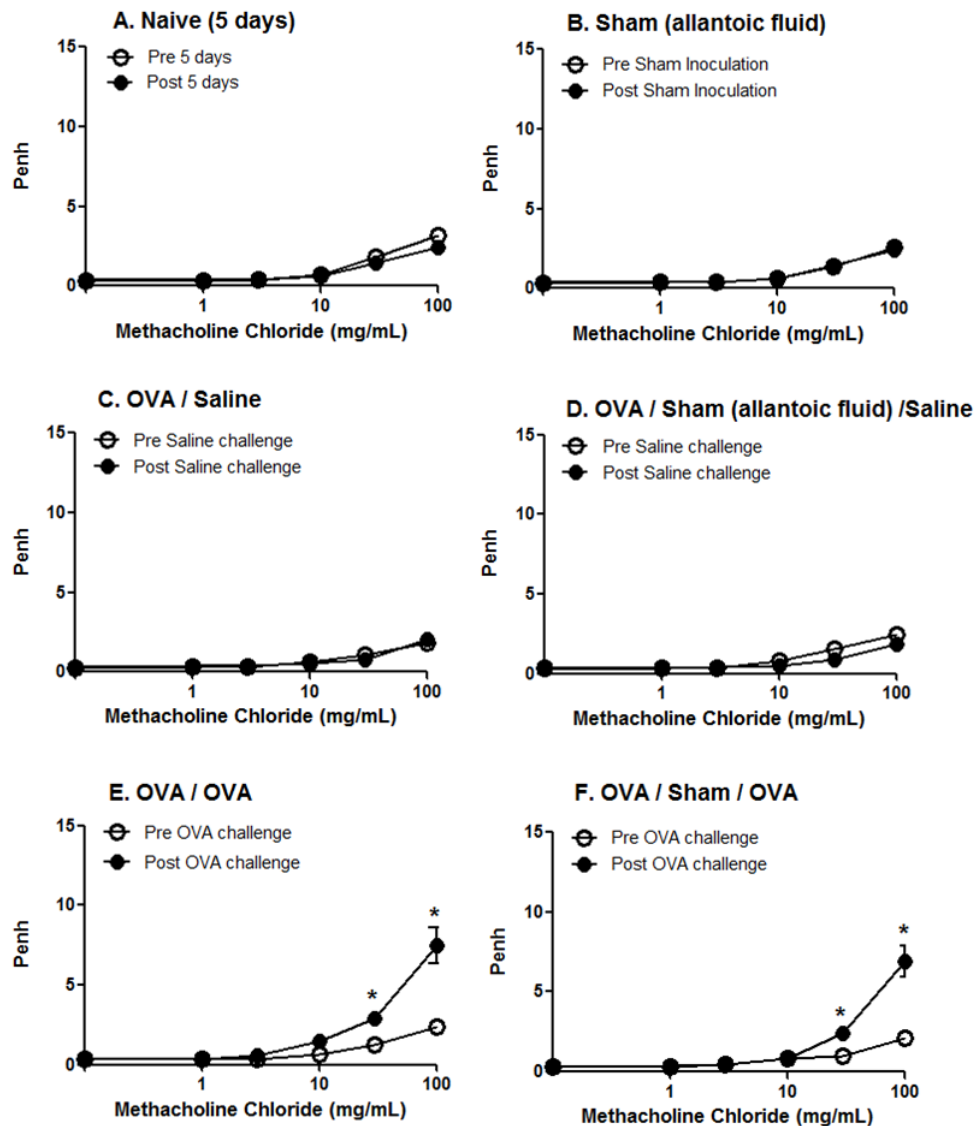 A. Naive (5 days)
Pre 5 days
Post 5 days
15
10
5
0
Penh
1
10
100
Methacholine Chloride (mg/mL)
B. Sham (allantoic fluid)
Pre Sham Inoculation
Post Sham Inoculation
15
10
5
0
Penh
1
10
100
Methacholine Chloride (mg/mL)
C. OVA / Saline
Pre Saline challenge
Post Saline challenge
15
10
5
0
Penh
1
10
100
Methacholine Chloride (mg/mL)
D. OVA / Sham (allantoic fluid) /Saline
Pre Saline challenge
Post Saline challenge
15
10
5
0
Penh
1
10
100
Methacholine Chloride (mg/mL)
E. OVA / OVA
Pre OVA challenge
Post OVA challenge
15
10
5
0
Penh
*
*
1
10
100
Methacholine Chloride (mg/mL)
F. OVA / Sham / OVA
Pre OVA challenge
Post OVA challenge
15
10
5
0
Penh
*
*
1
10
100
Methacholine Chloride (mg/mL)